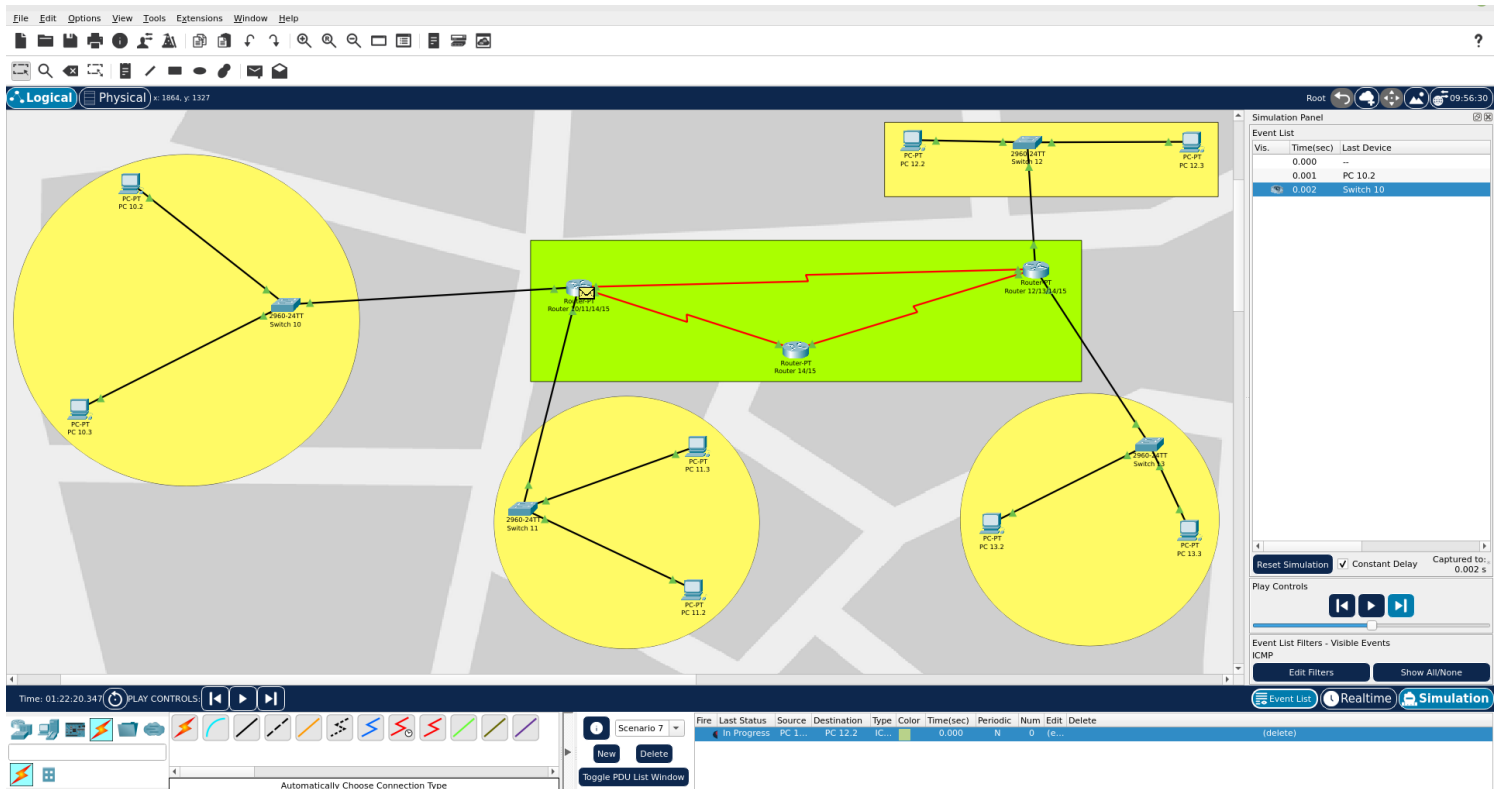 File Edit Options View Tools Extensions Window Help
?
Logical Physical x: 1864, y: 1327 Root 09:56:30
PC-PT
PC 10.2
2960-24TT
Switch 10
PC-PT
PC 10.3
Router-PT
Router 10/11/14/15
Router-PT
Router 12/13/14/15
Router-PT
Router 14/15
PC-PT
PC 12.2
2960-24TT
Switch 12
PC-PT
PC 12.3
PC-PT
PC 11.3
2960-24TT
Switch 11
PC-PT
PC 11.2
2960-24TT
Switch 13
PC-PT
PC 13.2
PC-PT
PC 13.3
Simulation Panel
Event List
Vis. Time(sec) Last Device
0.000 --
0.001 PC 10.2
0.002 Switch 10
Reset Simulation Constant Delay Captured to:
0.002 s
Play Controls
Event List Filters - Visible Events
ICMP
Edit Filters Show All/None
Time: 01:22:20.347 PLAY CONTROLS: Event List Realtime Simulation
Scenario 7
New Delete
Toggle PDU List Window
Automatically Choose Connection Type
Fire Last Status Source Destination Type Color Time(sec) Periodic Num Edit Delete
In Progress PC 1... PC 12.2 IC... 0.000 N 0 (e... (delete)